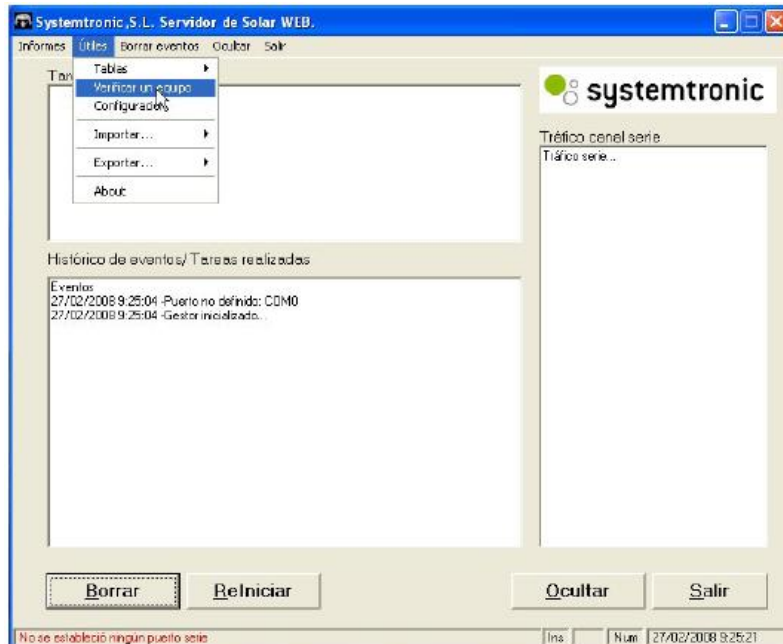 Systemtronic,S.L. Servidor de Solar WEB.
Informes Útiles Borrar eventos Ocultar Salir
Tablas
Verificar un equipo
Configurador
Importar...
Exportar...
About
systemtronic
Tráfico canal serie
Tráfico serie...
Histórico de eventos/ Tareas realizadas
Eventos
27/02/2008 9:25:04 -Puerto no definido: COM0
27/02/2008 9:25:04 -Gestor inicializado...
Borrar ReIniciar Ocultar Salir
No se estableció ningún puerto serie Ins Num 27/02/2008 9:25:21